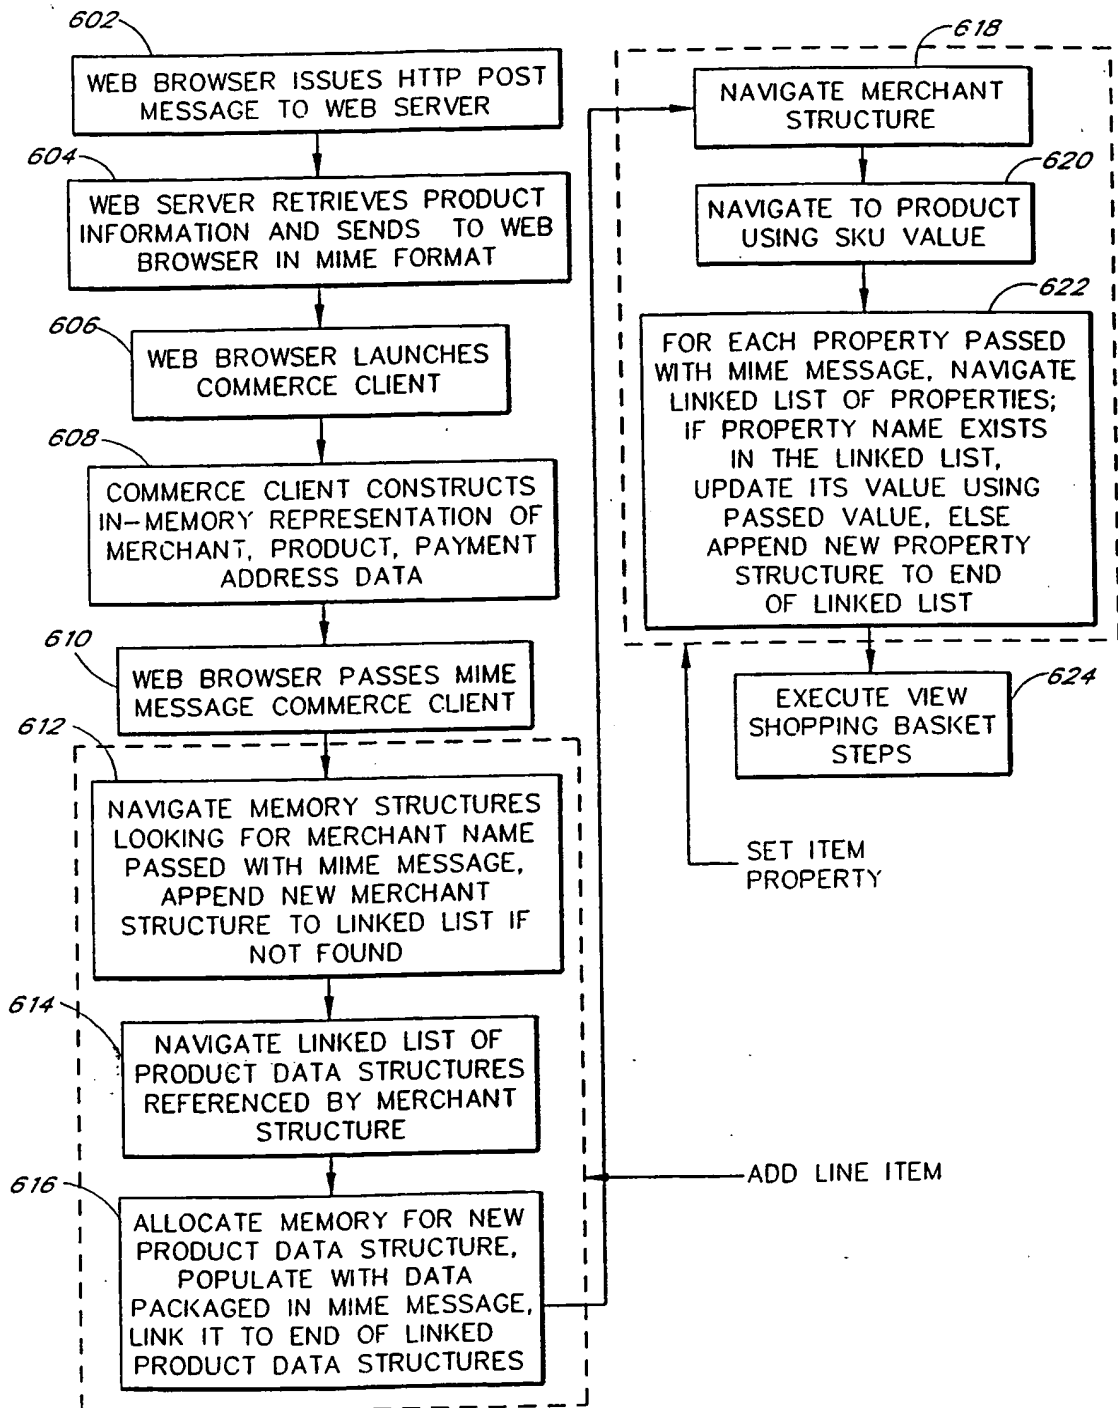 602
WEB BROWSER ISSUES HTTP POST
MESSAGE TO WEB SERVER
604
WEB SERVER RETRIEVES PRODUCT
INFORMATION AND SENDS TO WEB
BROWSER IN MIME FORMAT
606
WEB BROWSER LAUNCHES
COMMERCE CLIENT
608
COMMERCE CLIENT CONSTRUCTS
IN-MEMORY REPRESENTATION OF
MERCHANT, PRODUCT, PAYMENT
ADDRESS DATA
610
WEB BROWSER PASSES MIME
MESSAGE COMMERCE CLIENT
612
NAVIGATE MEMORY STRUCTURES
LOOKING FOR MERCHANT NAME
PASSED WITH MIME MESSAGE,
APPEND NEW MERCHANT
STRUCTURE TO LINKED LIST IF
NOT FOUND
614
NAVIGATE LINKED LIST OF
PRODUCT DATA STRUCTURES
REFERENCED BY MERCHANT
STRUCTURE
616
ALLOCATE MEMORY FOR NEW
PRODUCT DATA STRUCTURE,
POPULATE WITH DATA
PACKAGED IN MIME MESSAGE,
LINK IT TO END OF LINKED
PRODUCT DATA STRUCTURES
ADD LINE ITEM
618
NAVIGATE MERCHANT
STRUCTURE
620
NAVIGATE TO PRODUCT
USING SKU VALUE
622
FOR EACH PROPERTY PASSED
WITH MIME MESSAGE, NAVIGATE
LINKED LIST OF PROPERTIES;
IF PROPERTY NAME EXISTS
IN THE LINKED LIST,
UPDATE ITS VALUE USING
PASSED VALUE, ELSE
APPEND NEW PROPERTY
STRUCTURE TO END
OF LINKED LIST
624
EXECUTE VIEW
SHOPPING BASKET
STEPS
SET ITEM
PROPERTY